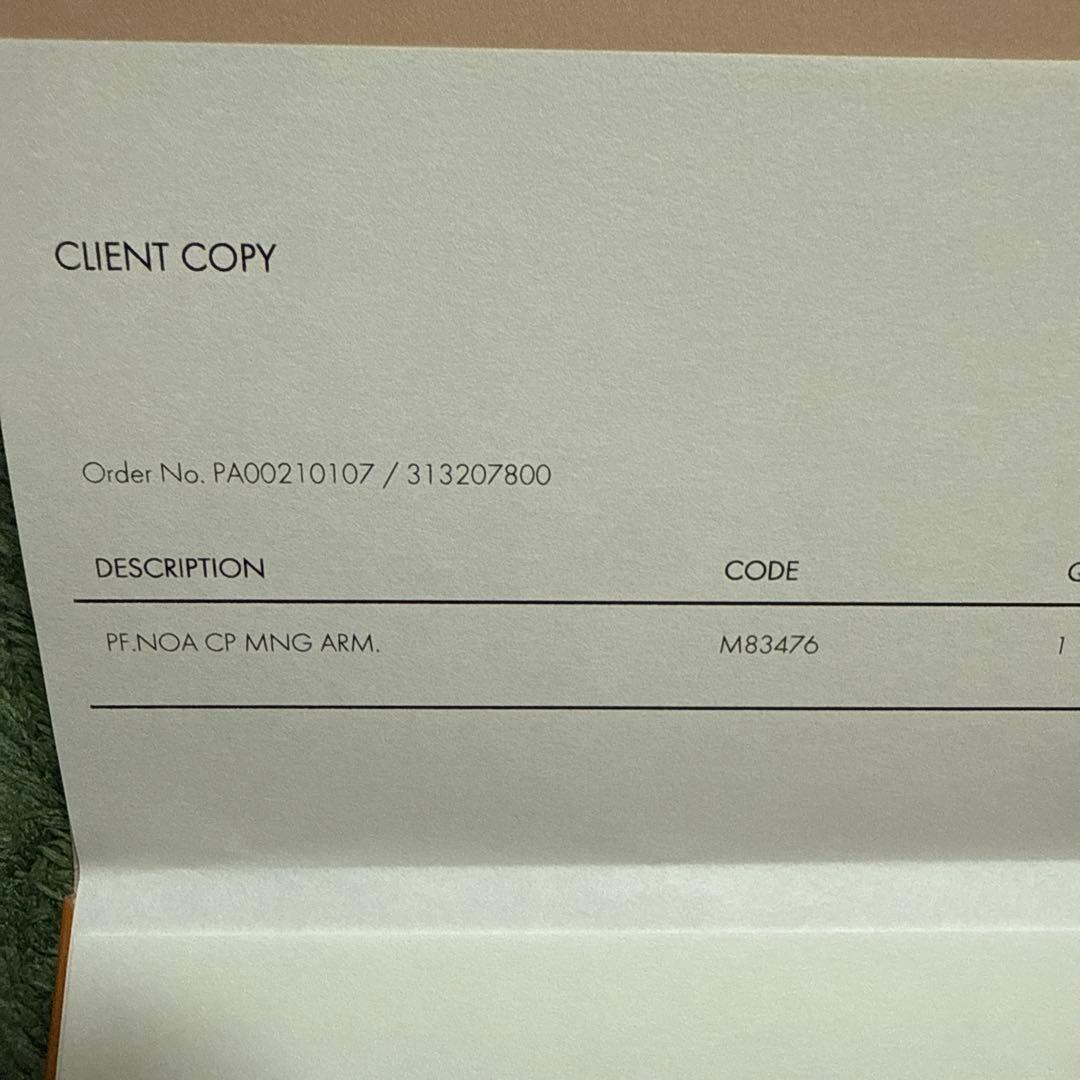 CLIENT COPY
Order No. PA00210107 / 313207800
DESCRIPTION CODE
PF.NOA CP MNG ARM. M83476 1